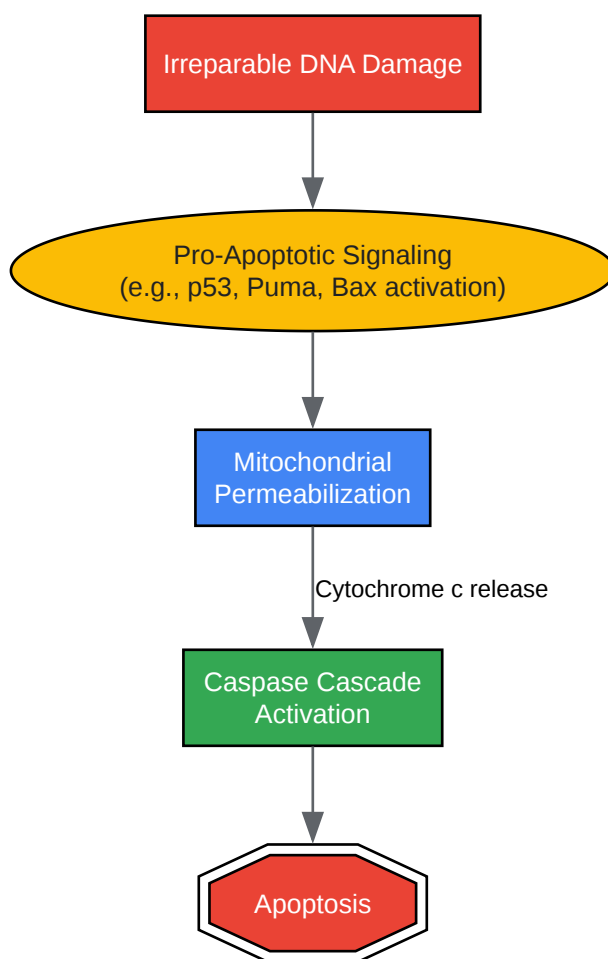 Irreparable DNA Damage
Pro-Apoptotic Signaling
(e.g., p53, Puma, Bax activation)
Mitochondrial
Permeabilization
Cytochrome c release
Caspase Cascade
Activation
Apoptosis